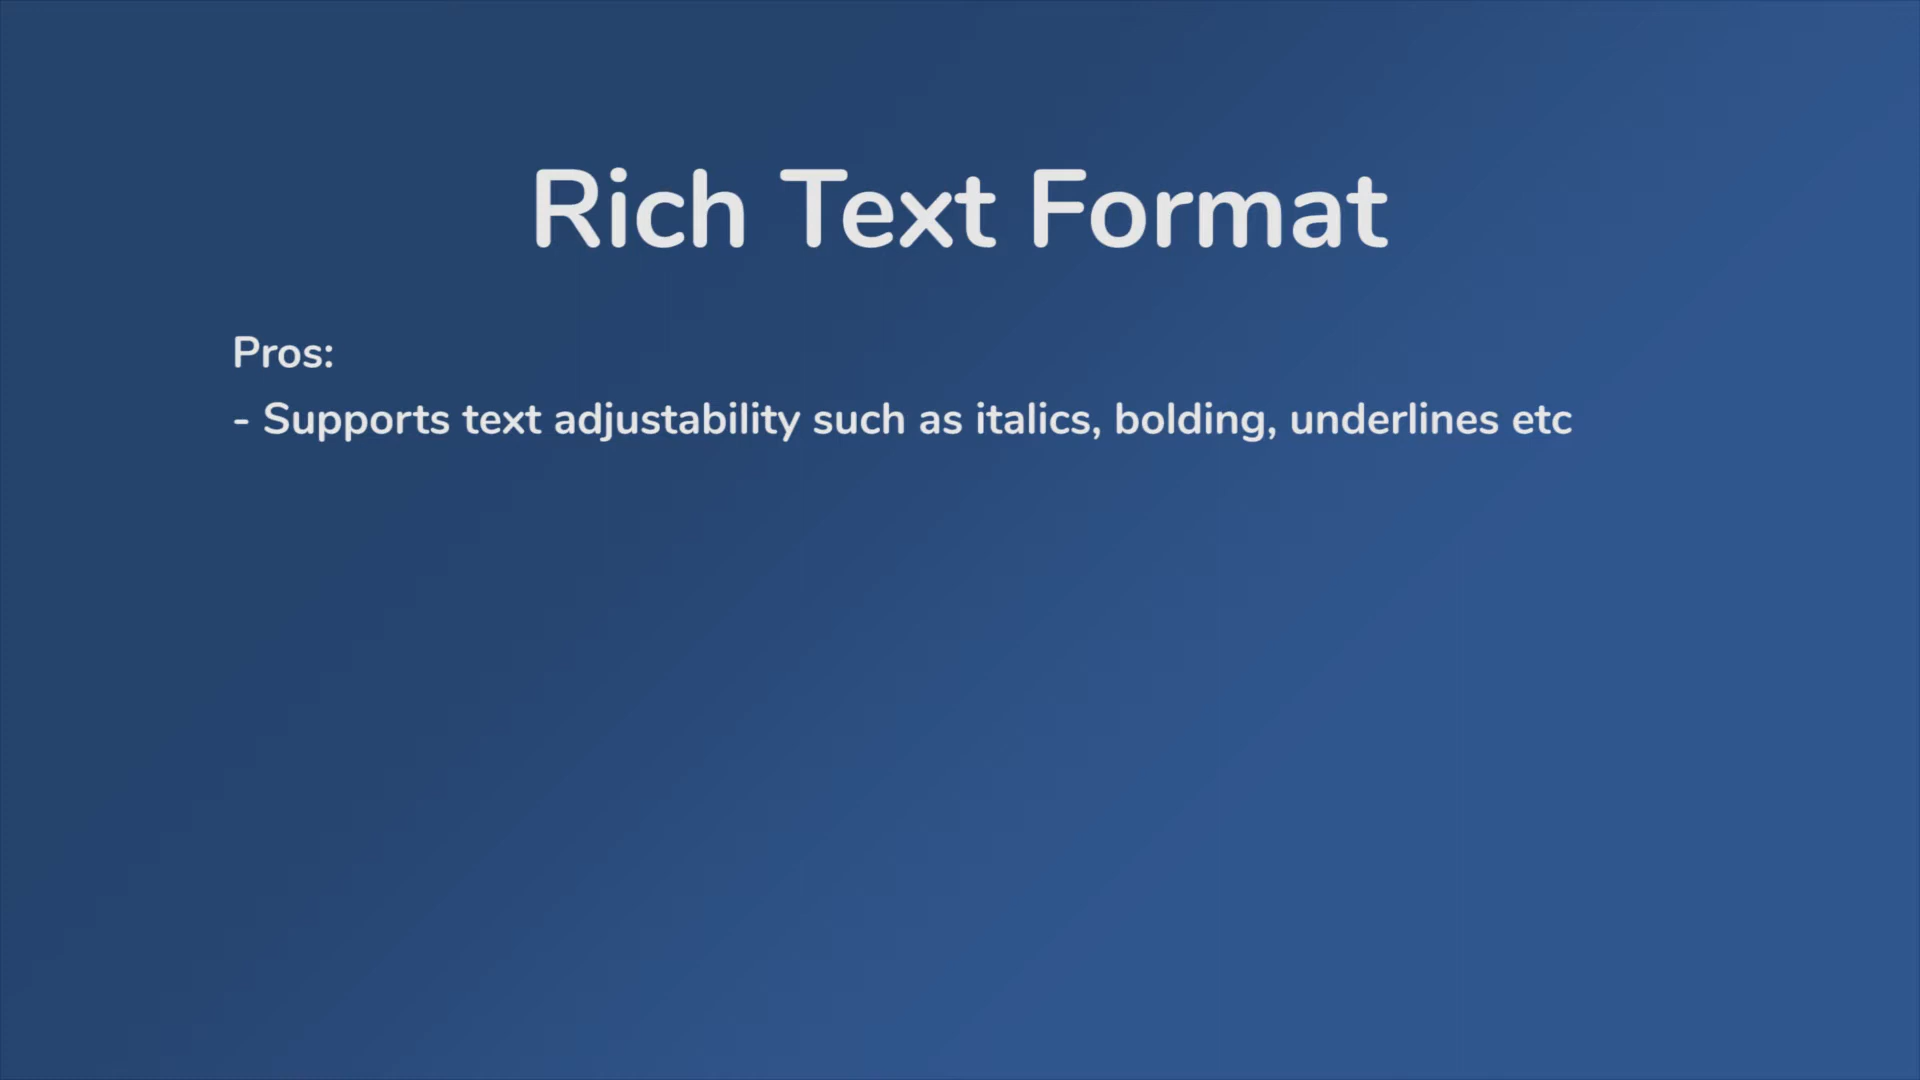 Rich Text Format
Pros:
- Supports text adjustability such as italics, bolding, underlines etc